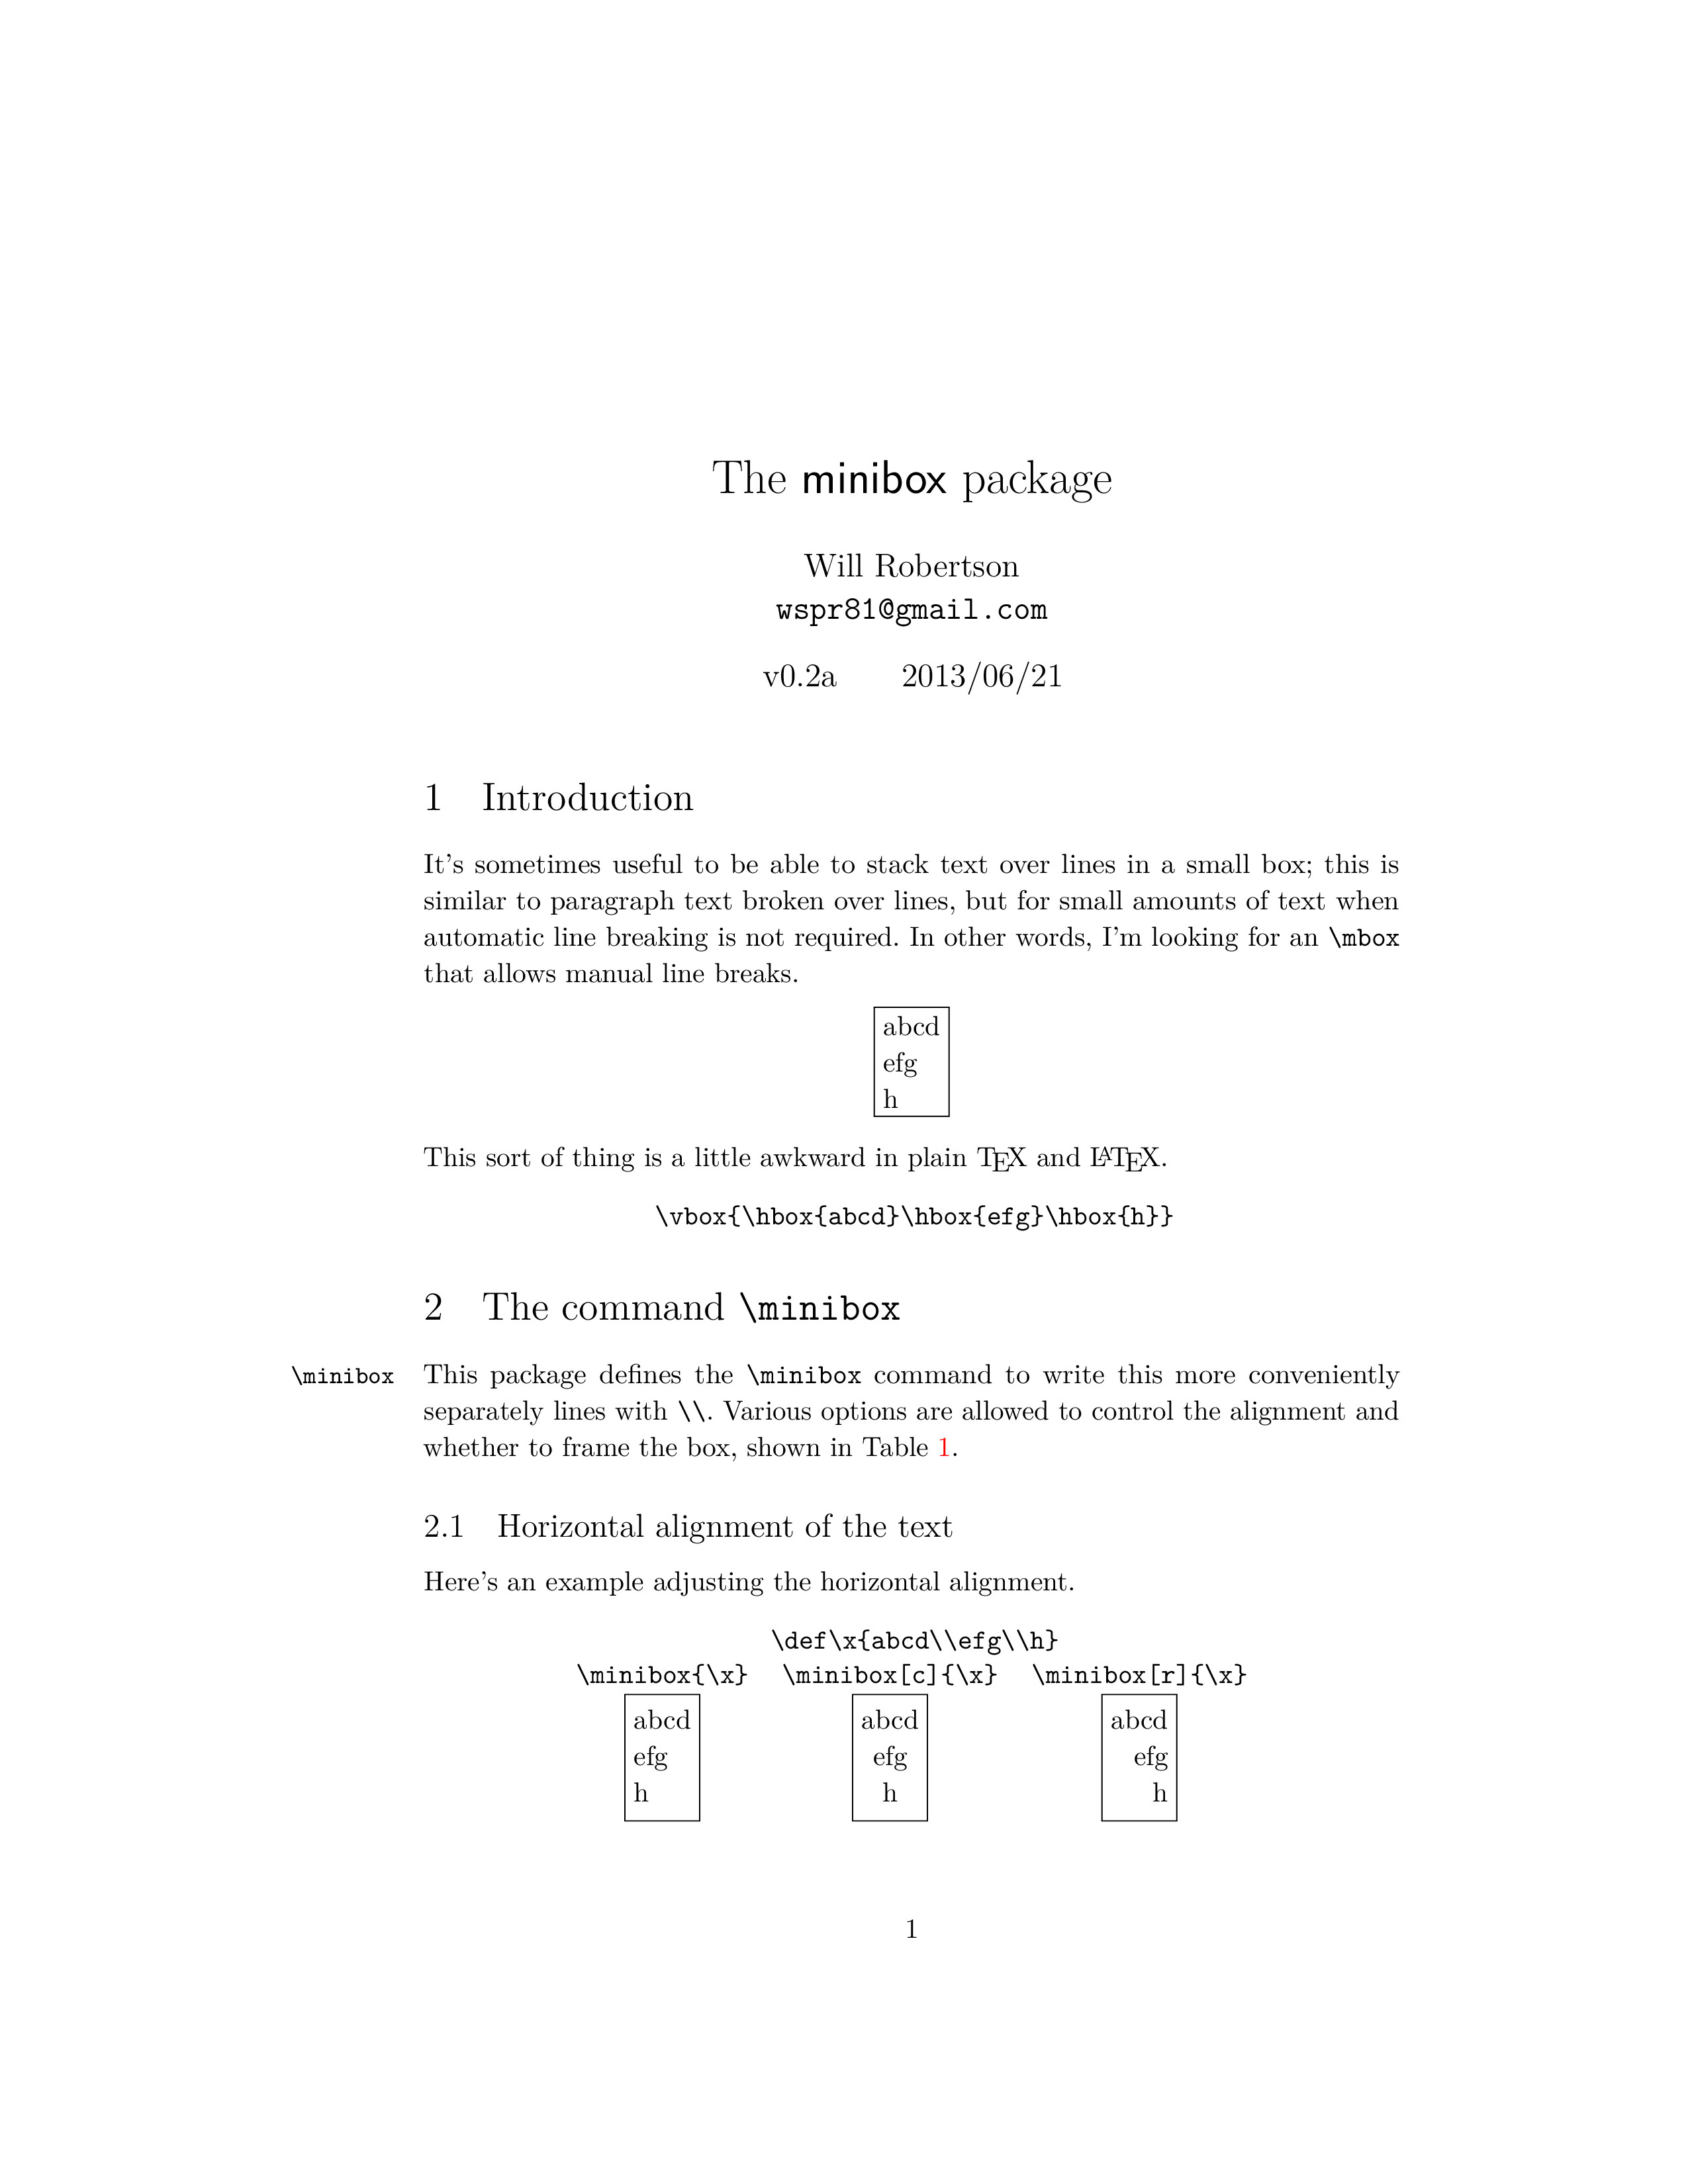 The minibox package
Will Robertson
wspr81@gmail.com
v0.2a 2013/06/21
1 Introduction
It's sometimes useful to be able to stack text over lines in a small box; this is
similar to paragraph text broken over lines, but for small amounts of text when
automatic line breaking is not required. In other words, I'm looking for an \mbox
that allows manual line breaks.
abcd
efg
h
This sort of thing is a little awkward in plain TEX and LATEX.
\vbox{\hbox{abcd}\hbox{efg}\hbox{h}}
2 The command \minibox
\minibox This package defines the \minibox command to write this more conveniently
separately lines with \\. Various options are allowed to control the alignment and
whether to frame the box, shown in Table 1.
2.1 Horizontal alignment of the text
Here's an example adjusting the horizontal alignment.
\def\x{abcd\\efg\\h}
\minibox{\x} \minibox[c]{\x} \minibox[r]{\x}
abcd abcd abcd
efg efg efg
h h h
1